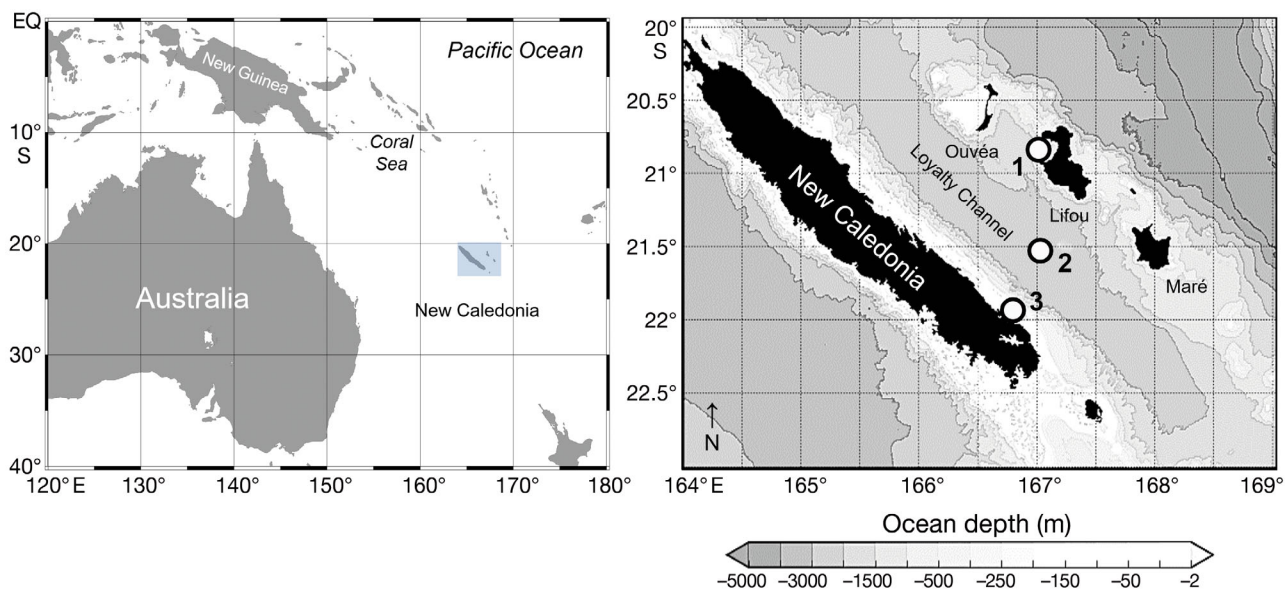 EQ
Pacific Ocean
New Guinea
10°
S
Coral
Sea
20°
Australia
New Caledonia
30°
40°
120° E
130°
140°
150°
160°
170°
180°
20°
S
20.5°
21°
21.5°
22°
22.5°
Ouvéa
1
Loyalty Channel
Lifou
New Caledonia
2
Maré
3
↑
N
164° E
165°
166°
167°
168°
169°
Ocean depth (m)
–5000 –3000 –1500 –500 –250 –150 –50 –2